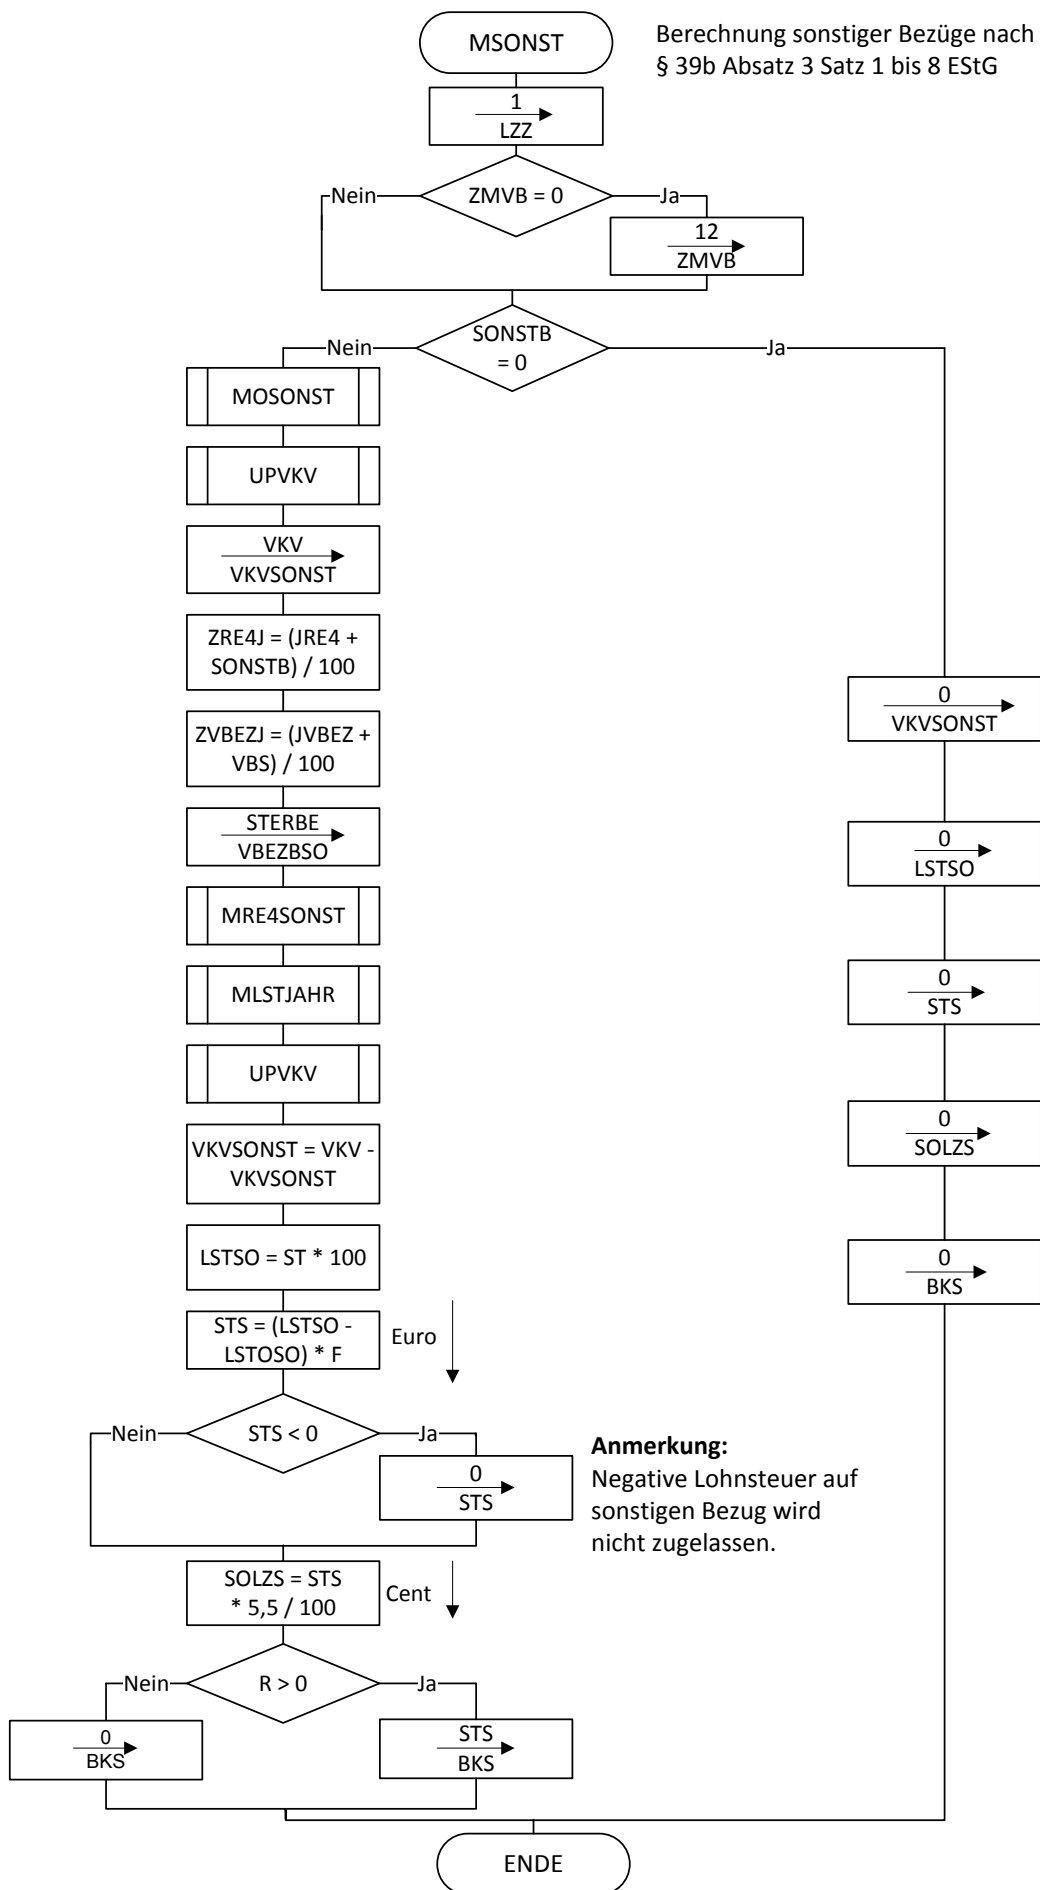 MSONST
Berechnung sonstiger Bezüge nach
§ 39b Absatz 3 Satz 1 bis 8 EStG
1
LZZ
Nein
ZMVB = 0
Ja
12
ZMVB
Nein
SONSTB
= 0
Ja
MOSONST
UPVKV
VKV
VKVSONST
ZRE4J = (JRE4 +
SONSTB) / 100
ZVBEZJ = (JVBEZ +
VBS) / 100
STERBE
VBEZBSO
MRE4SONST
MLSTJAHR
UPVKV
VKVSONST = VKV -
VKVSONST
LSTSO = ST * 100
STS = (LSTSO -
LSTOSO) * F
Euro
Nein
STS < 0
Ja
0
STS
Anmerkung:
Negative Lohnsteuer auf
sonstigen Bezug wird
nicht zugelassen.
SOLZS = STS
* 5,5 / 100
Cent
Nein
R > 0
Ja
0
BKS
STS
BKS
0
VKVSONST
0
LSTSO
0
STS
0
SOLZS
0
BKS
ENDE